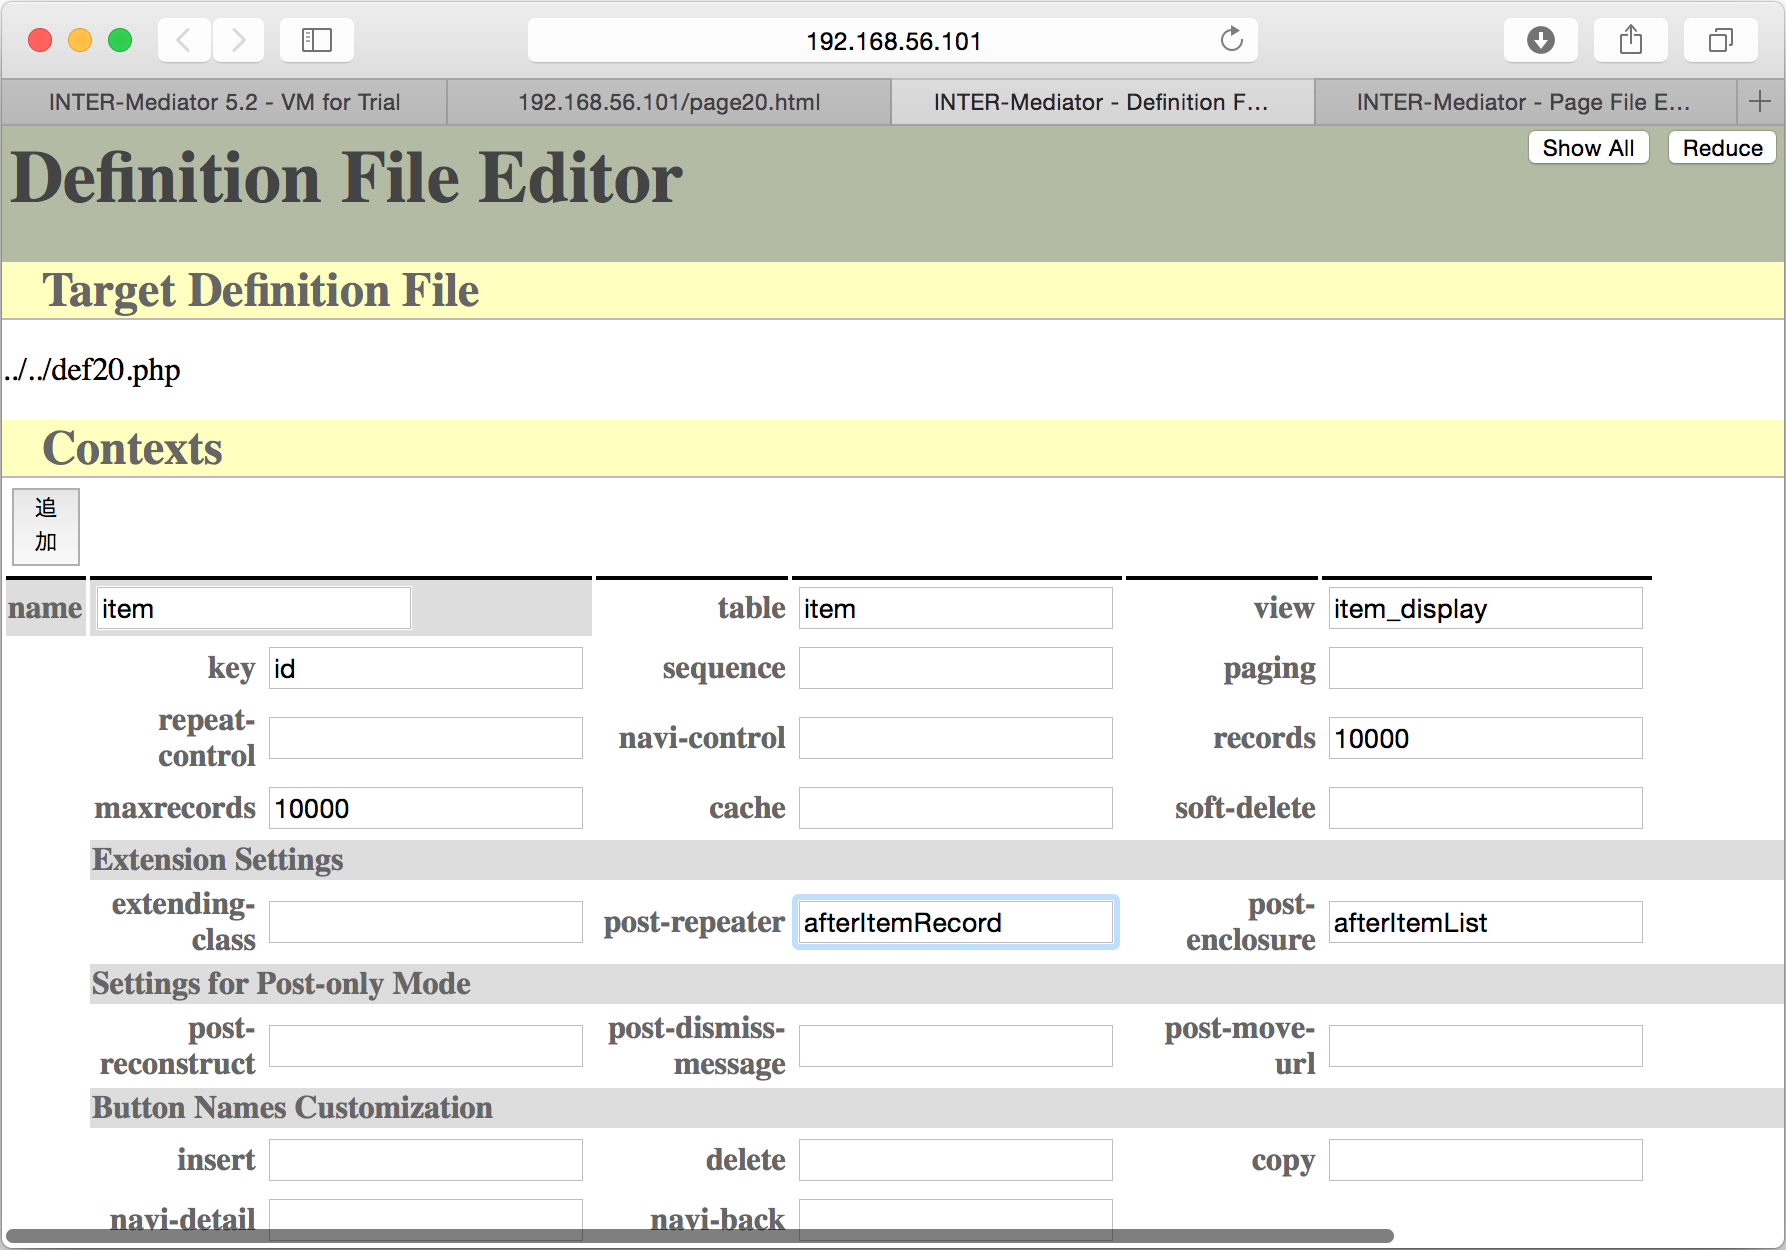 192.168.56.101
INTER-Mediator 5.2 - VM for Trial
192.168.56.101/page20.html
INTER-Mediator - Definition F...
INTER-Mediator - Page File E...
Definition File Editor
Show All
Reduce
Target Definition File
../../def20.php
Contexts
追
加
name item table item view item_display
key id sequence paging
repeat-
control navi-control records 10000
maxrecords 10000 cache soft-delete
Extension Settings
extending-
class post-repeater afterItemRecord post-
enclosure afterItemList
Settings for Post-only Mode
post-
reconstruct post-dismiss-
message post-move-
url
Button Names Customization
insert delete copy
navi-detail navi-back